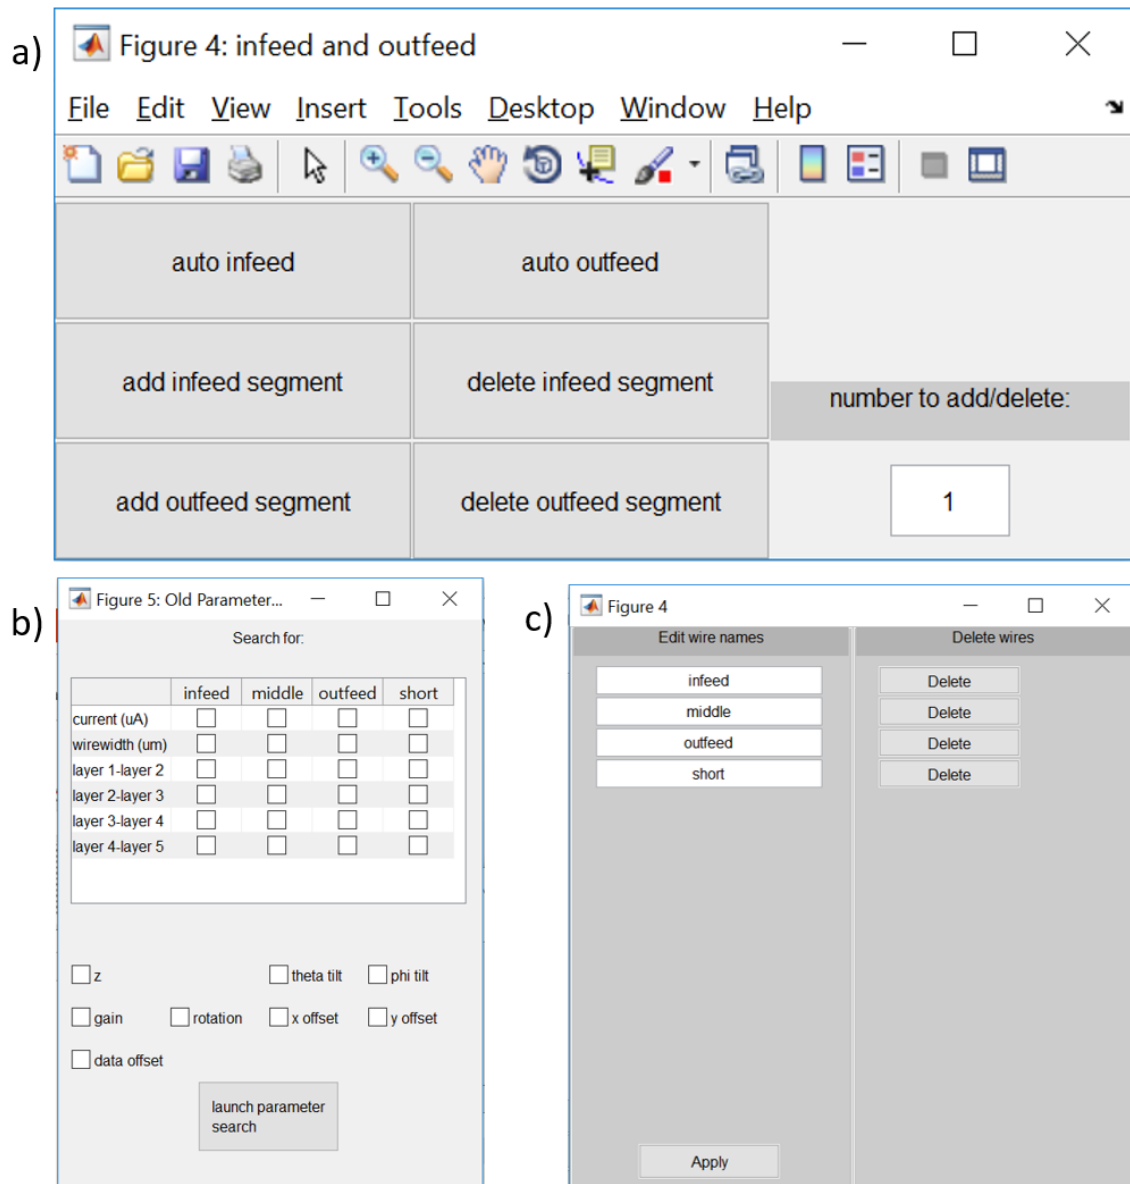 a)
Figure 4: infeed and outfeed
File Edit View Insert Tools Desktop Window Help
auto infeed auto outfeed
add infeed segment delete infeed segment number to add/delete:
add outfeed segment delete outfeed segment 1
b)
Figure 5: Old Parameter...
Search for:
infeed middle outfeed short
current (uA)
wirewidth (um)
layer 1-layer 2
layer 2-layer 3
layer 3-layer 4
layer 4-layer 5
z theta tilt phi tilt
gain rotation x offset y offset
data offset
launch parameter
search
c)
Figure 4
Edit wire names Delete wires
infeed Delete
middle Delete
outfeed Delete
short Delete
Apply